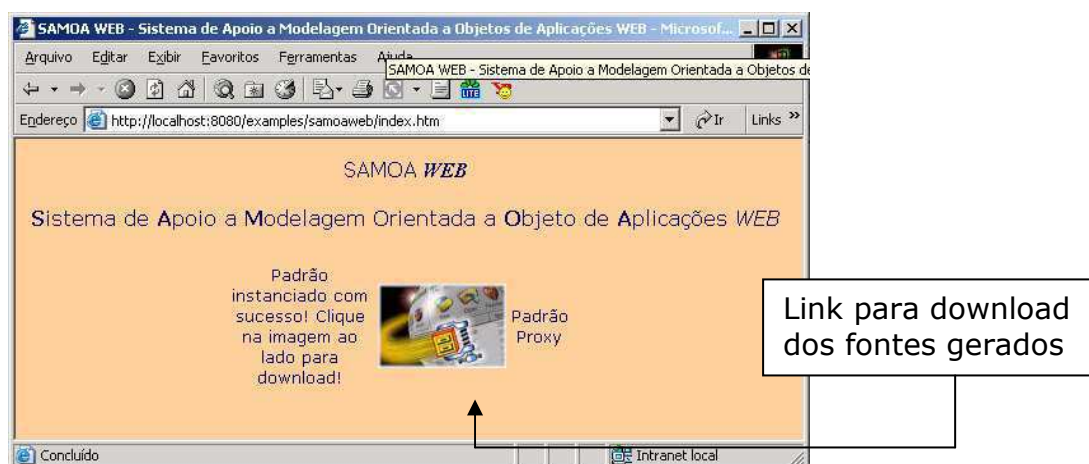 SAMOA WEB - Sistema de Apoio a Modelagem Orientada a Objetos de Aplicações WEB - Microsof...
Arquivo Editar Exibir Favoritos Ferramentas Ajuda
SAMOA WEB - Sistema de Apoio a Modelagem Orientada a Objetos de
LITE
Endereço http://localhost:8080/examples/samoaweb/index.htm Ir Links »
SAMOA WEB
Sistema de Apoio a Modelagem Orientada a Objeto de Aplicações WEB
Padrão
instanciado com
sucesso! Clique
na imagem ao
lado para
download!
Padrão
Proxy
Link para download
dos fontes gerados
Concluído
Intranet local